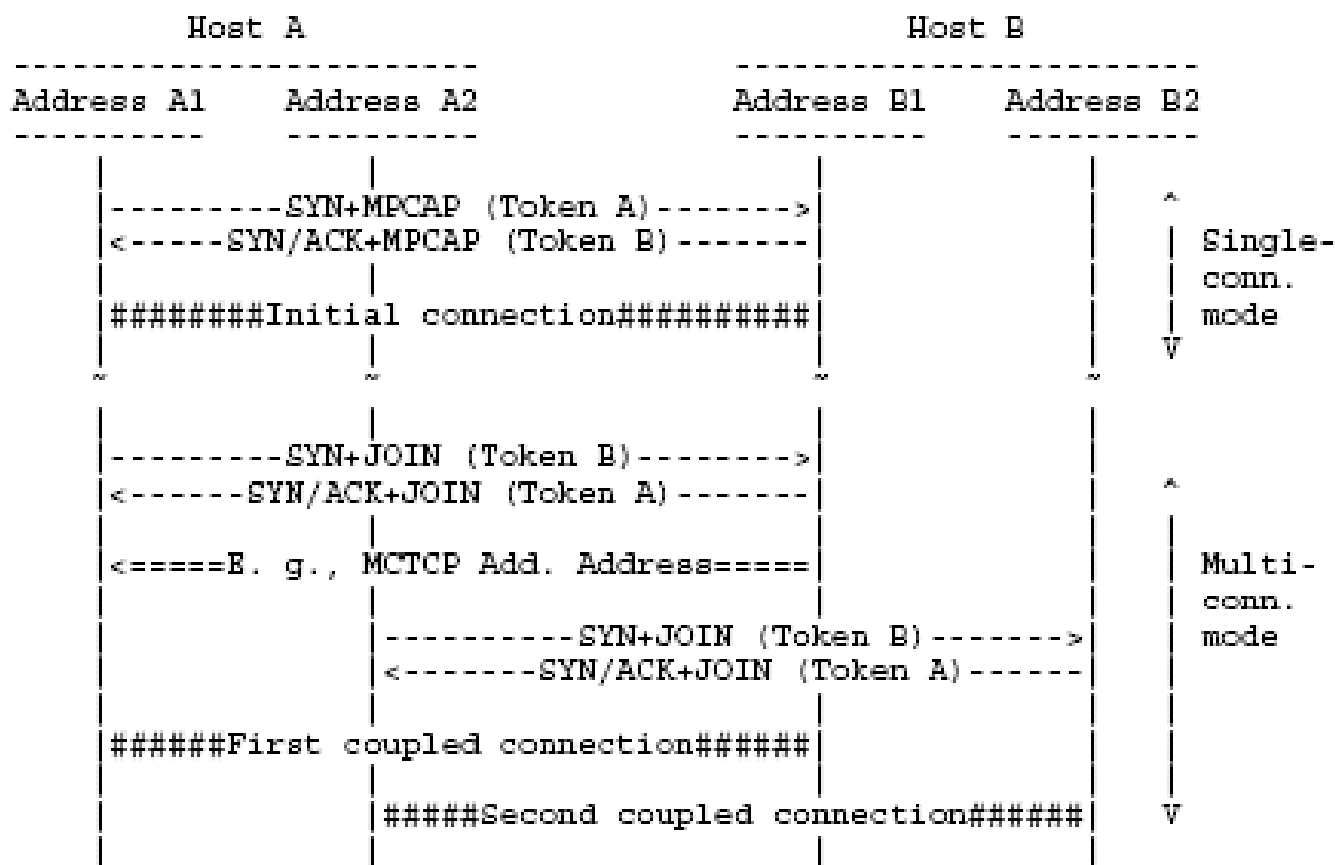 Host A Host B
----------------------- -----------------------
Address A1 Address A2 Address B1 Address B2
---------- ---------- ---------- ----------
|---------SYN+MPCAP (Token A)------->| ^
|<-----SYN/ACK+MPCAP (Token B)-------| | Single-
conn.
|########Initial connection##########| | mode
V
~ ~ ~ ~
|---------SYN+JOIN (Token B)-------->|
|<------SYN/ACK+JOIN (Token A)-------| ^
|<=====E. g., MCTCP Add. Address=====| | Multi-
conn.
|----------SYN+JOIN (Token B)------->| | mode
|<-------SYN/ACK+JOIN (Token A)------|
|######First coupled connection######|
|#####Second coupled connection######| V